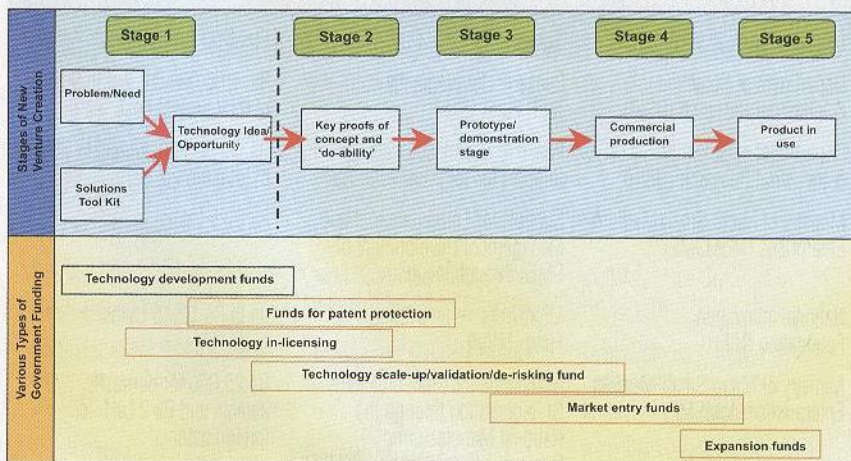 Stage 1
Stage 2
Stage 3
Stage 4
Stage 5
Stages of New
Venture Creation
Problem/Need
Solutions
Tool Kit
Technology Idea/
Opportunity
Key proofs of
concept and
'do-ability'
Prototype/
demonstration
stage
Commercial
production
Product in
use
Various Types of
Government Funding
Technology development funds
Funds for patent protection
Technology in-licensing
Technology scale-up/validation/de-risking fund
Market entry funds
Expansion funds